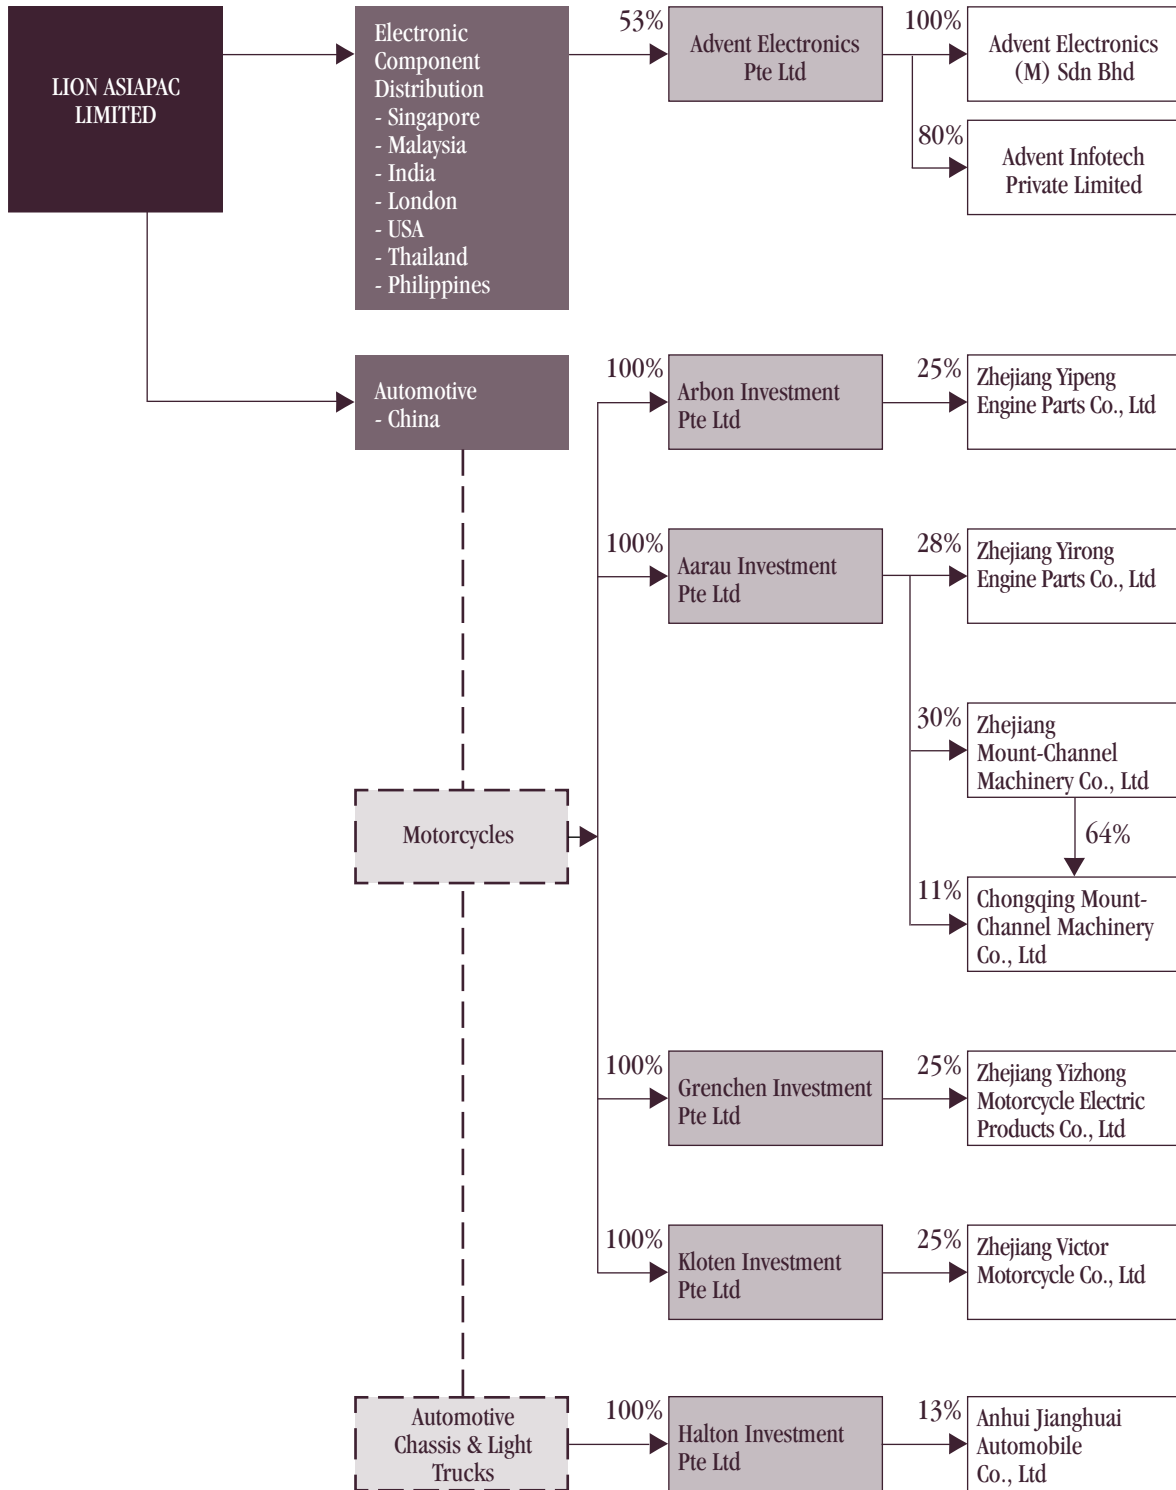 LION ASIAPAC
LIMITED
Electronic
Component
Distribution
- Singapore
- Malaysia
- India
- London
- USA
- Thailand
- Philippines
53%
Advent Electronics
Pte Ltd
100%
Advent Electronics
(M) Sdn Bhd
80%
Advent Infotech
Private Limited
Automotive
- China
100%
Arbon Investment
Pte Ltd
25%
Zhejiang Yipeng
Engine Parts Co., Ltd
100%
Aarau Investment
Pte Ltd
28%
Zhejiang Yirong
Engine Parts Co., Ltd
30%
Zhejiang
Mount-Channel
Machinery Co., Ltd
64%
Motorcycles
11%
Chongqing Mount-
Channel Machinery
Co., Ltd
100%
Grenchen Investment
Pte Ltd
25%
Zhejiang Yizhong
Motorcycle Electric
Products Co., Ltd
100%
Kloten Investment
Pte Ltd
25%
Zhejiang Victor
Motorcycle Co., Ltd
Automotive
Chassis & Light
Trucks
100%
Halton Investment
Pte Ltd
13%
Anhui Jianghuai
Automobile
Co., Ltd